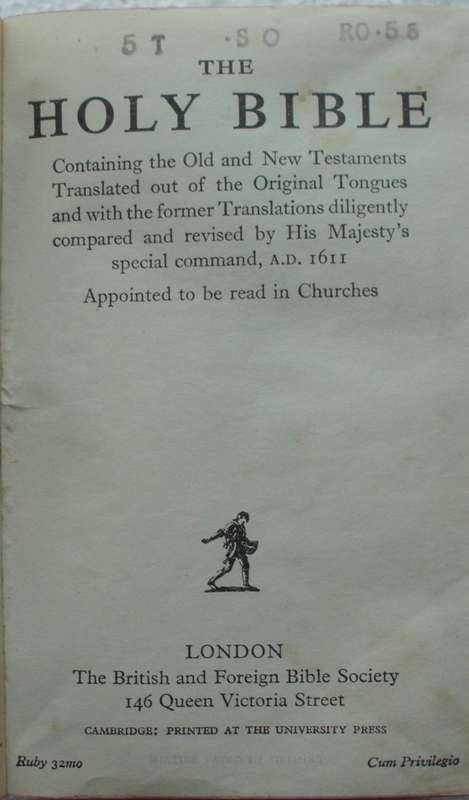 5T ·SO RO·56
THE
HOLY BIBLE
Containing the Old and New Testaments
Translated out of the Original Tongues
and with the former Translations diligently
compared and revised by His Majesty's
special command, A.D. 1611
Appointed to be read in Churches
LONDON
The British and Foreign Bible Society
146 Queen Victoria Street
CAMBRIDGE: PRINTED AT THE UNIVERSITY PRESS
Ruby 32mo Cum Privilegio